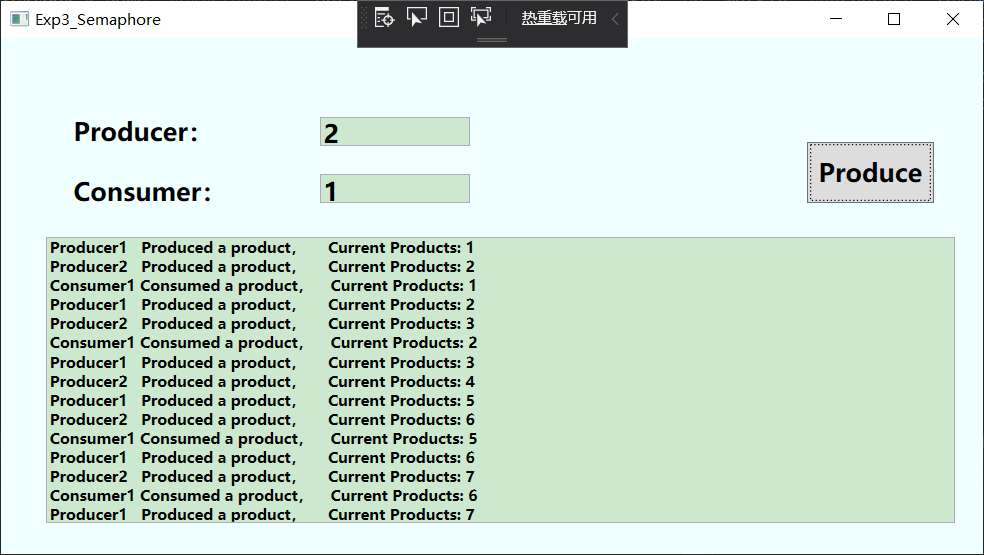 Exp3_Semaphore
热重载可用
Producer：
2
Consumer：
1
Produce
Producer1 Produced a product， Current Products: 1
Producer2 Produced a product， Current Products: 2
Consumer1 Consumed a product， Current Products: 1
Producer1 Produced a product， Current Products: 2
Producer2 Produced a product， Current Products: 3
Consumer1 Consumed a product， Current Products: 2
Producer1 Produced a product， Current Products: 3
Producer2 Produced a product， Current Products: 4
Producer1 Produced a product， Current Products: 5
Producer2 Produced a product， Current Products: 6
Consumer1 Consumed a product， Current Products: 5
Producer1 Produced a product， Current Products: 6
Producer2 Produced a product， Current Products: 7
Consumer1 Consumed a product， Current Products: 6
Producer1 Produced a product， Current Products: 7